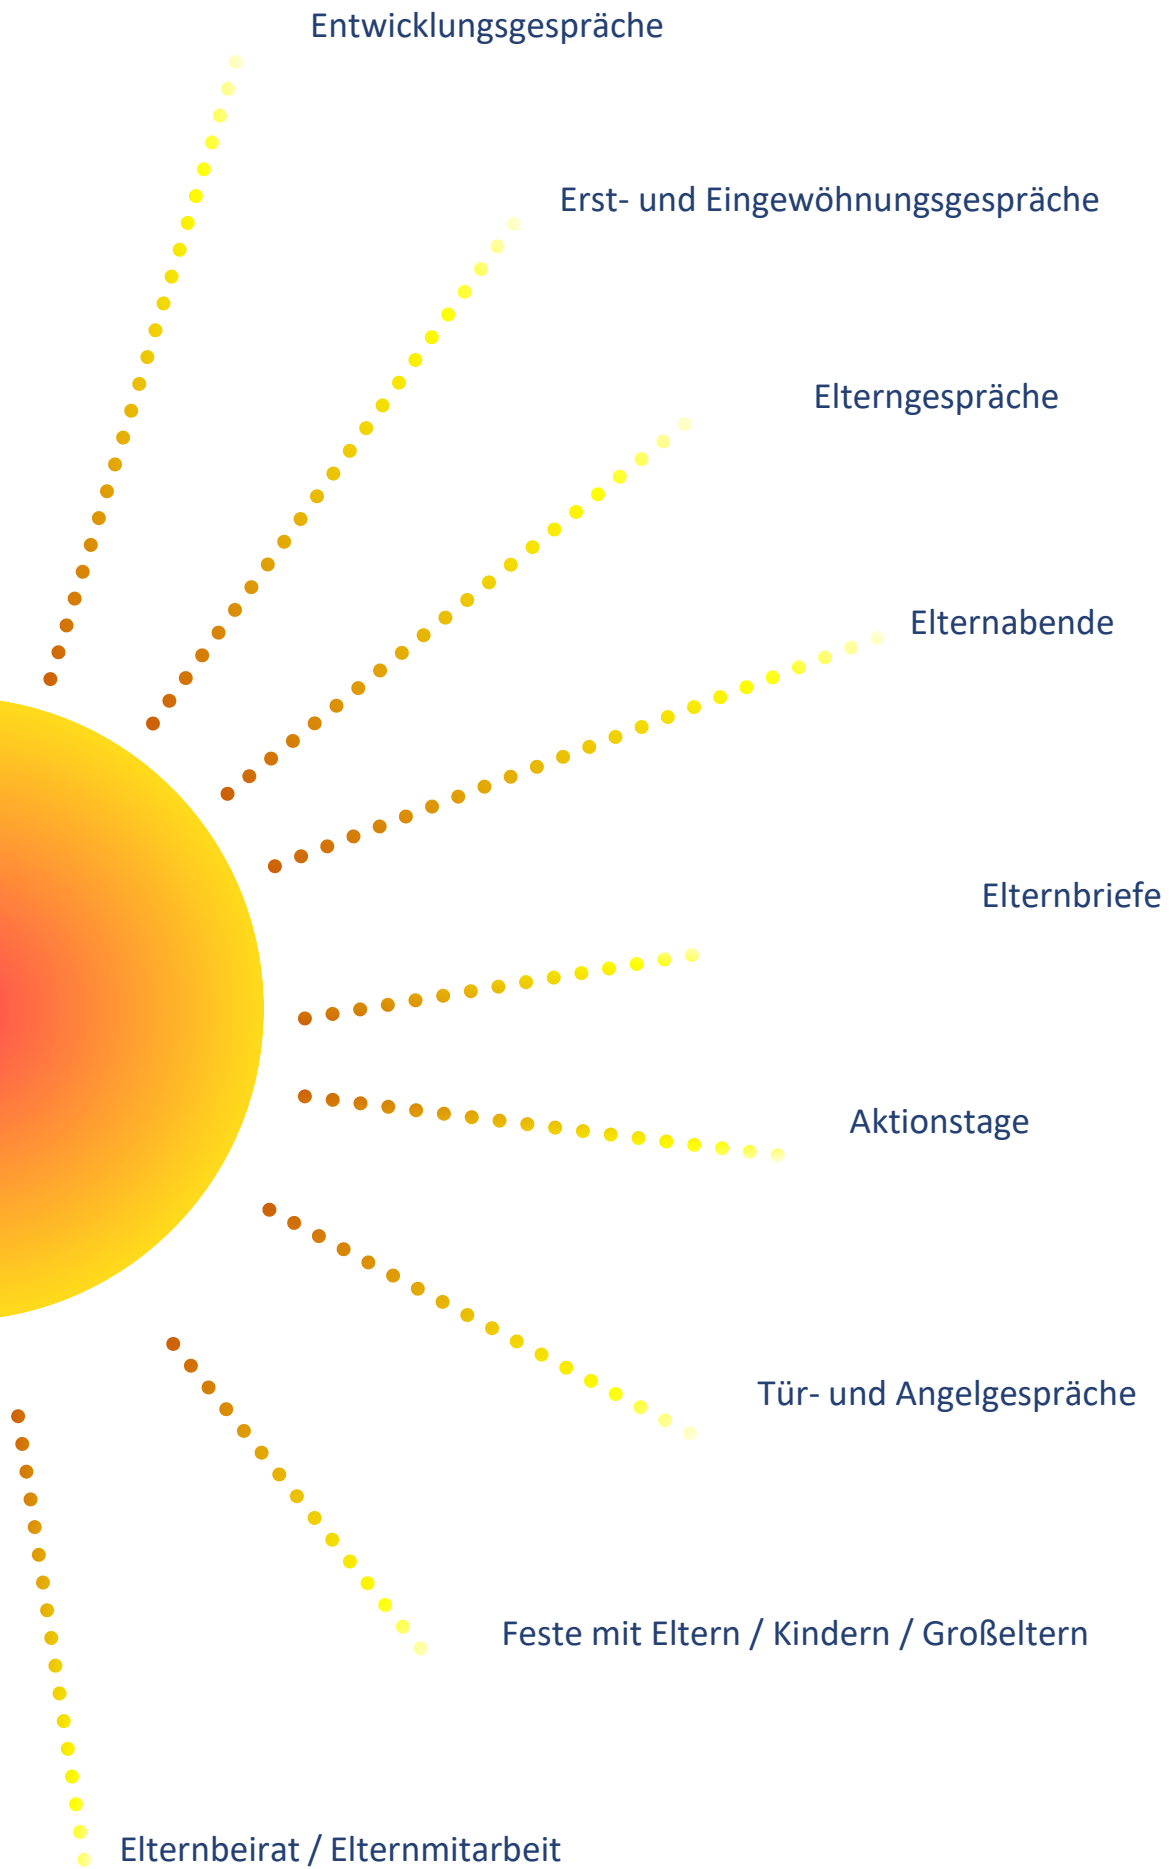 Entwicklungsgespräche
Erst- und Eingewöhnungsgespräche
Elterngespräche
Elternabende
Elternbriefe
Aktionstage
Tür- und Angelgespräche
Feste mit Eltern / Kindern / Großeltern
Elternbeirat / Elternmitarbeit